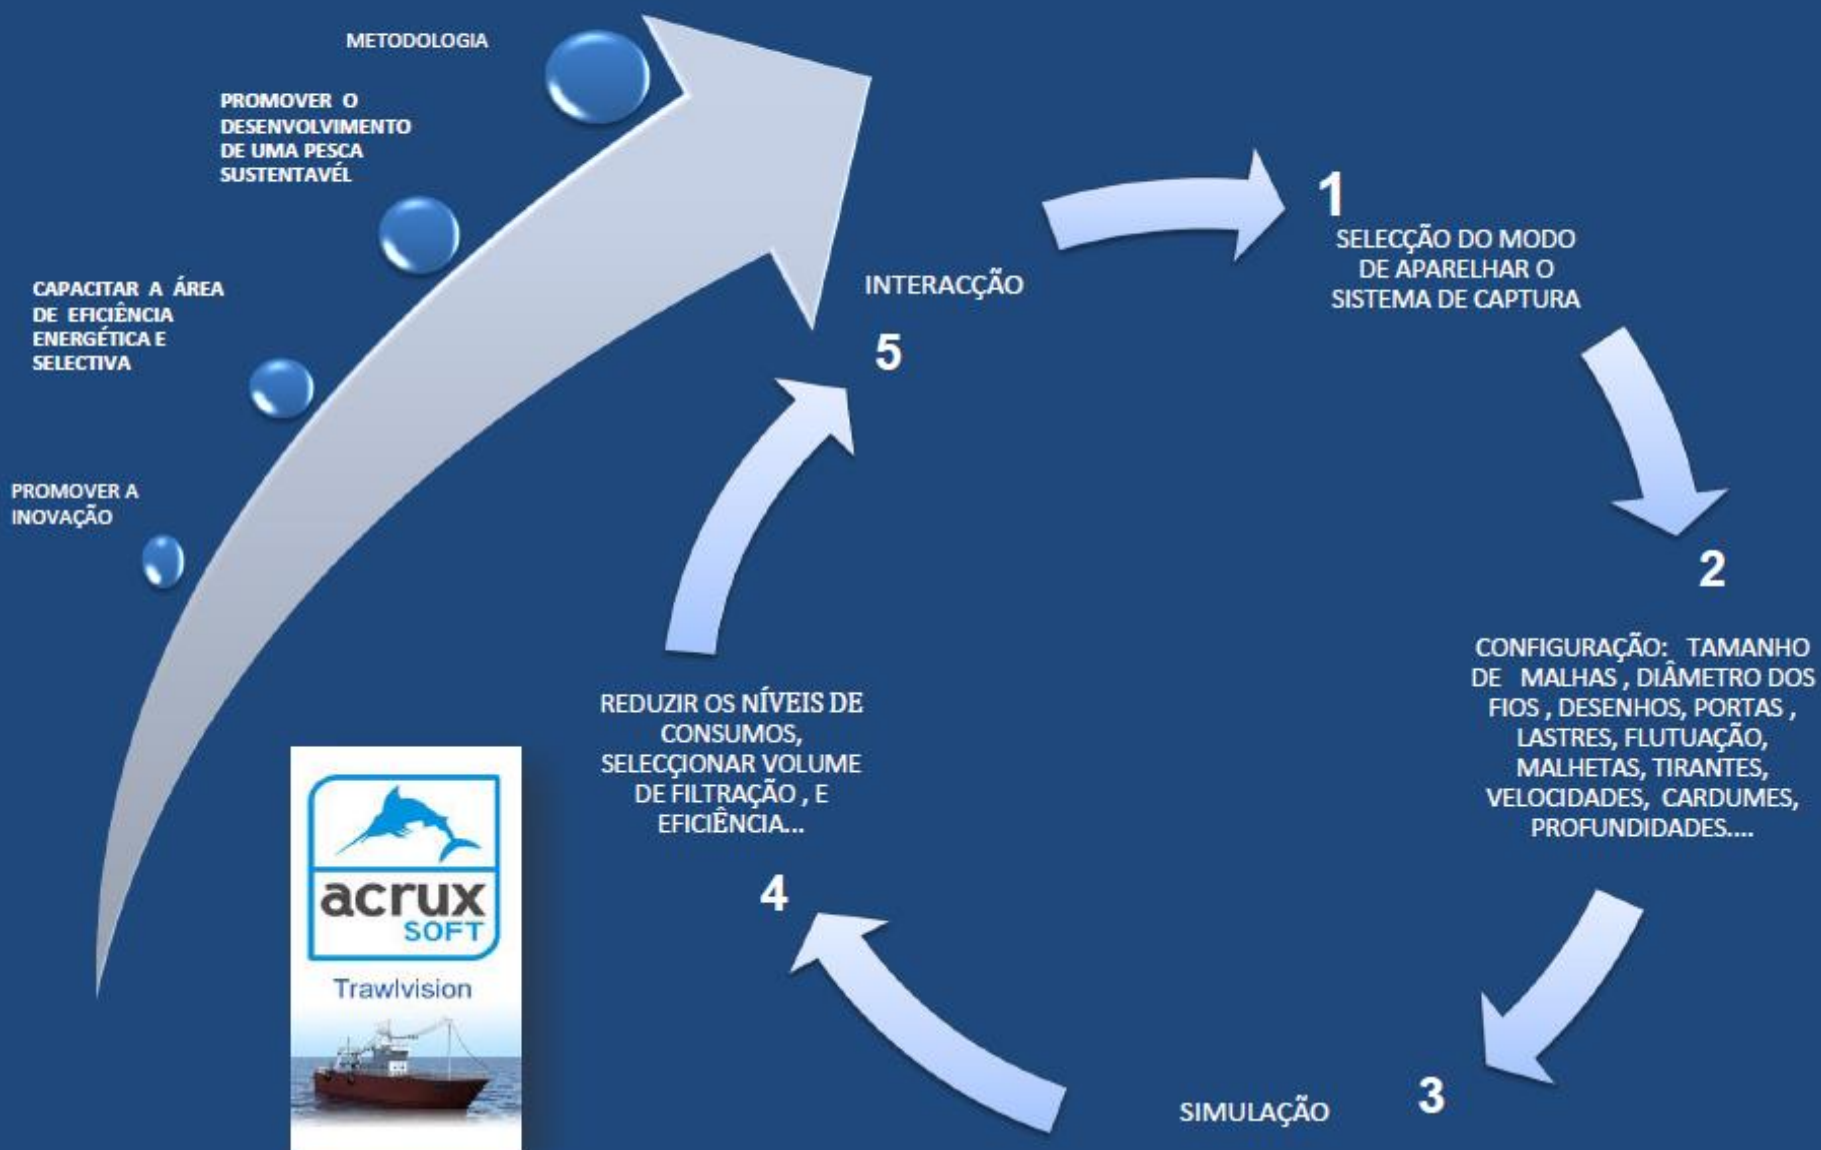 METODOLOGIA
PROMOVER O
DESENVOLVIMENTO
DE UMA PESCA
SUSTENTAVÉL
CAPACITAR A ÁREA
DE EFICIÊNCIA
ENERGÉTICA E
SELECTIVA
PROMOVER A
INOVAÇÃO
1
SELECÇÃO DO MODO
DE APARELHAR O
SISTEMA DE CAPTURA
2
CONFIGURAÇÃO: TAMANHO
DE MALHAS , DIÂMETRO DOS
FIOS , DESENHOS, PORTAS ,
LASTRES, FLUTUAÇÃO,
MALHETAS, TIRANTES,
VELOCIDADES, CARDUMES,
PROFUNDIDADES....
3
SIMULAÇÃO
REDUZIR OS NÍVEIS DE
CONSUMOS,
SELECÇIONAR VOLUME
DE FILTRAÇÃO , E
EFICIÊNCIA...
4
INTERACÇÃO
5
acrux
SOFT
Trawlvision